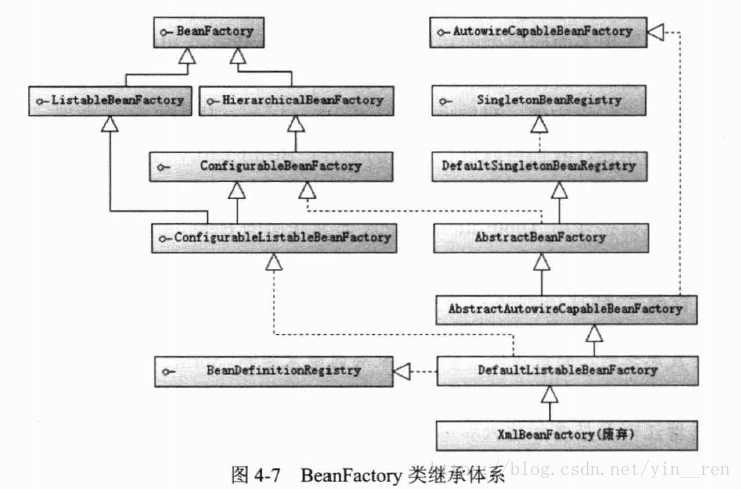 BeanFactory
AutowireCapableBeanFactory
ListableBeanFactory
HierarchicalBeanFactory
SingletonBeanRegistry
ConfigurableBeanFactory
DefaultSingletonBeanRegistry
ConfigurableListableBeanFactory
AbstractBeanFactory
AbstractAutowireCapableBeanFactory
BeanDefinitionRegistry
DefaultListableBeanFactory
XmlBeanFactory(废弃)
图 4-7 BeanFactory 类继承体系
https://blog.csdn.net/yin__ren